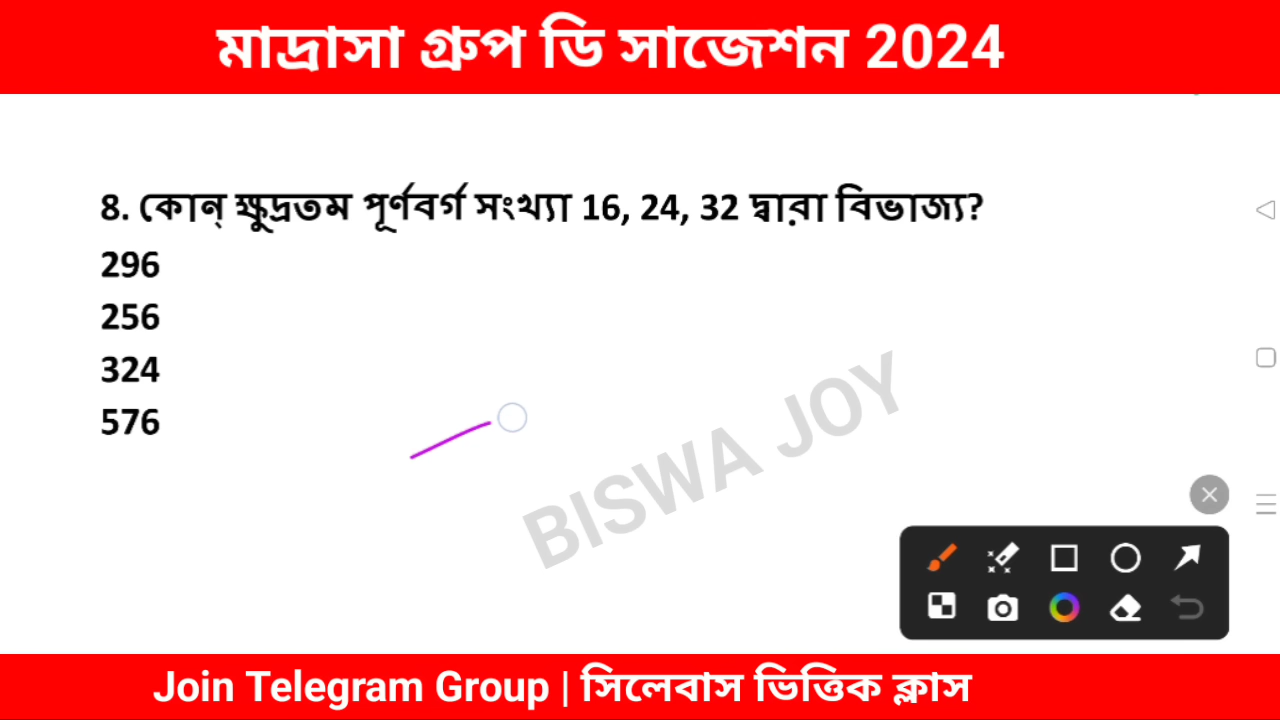 মাদ্রাসা গ্রুপ ডি সাজেশন 2024
8. কোন্ ক্ষুদ্রতম পূর্ণবর্গ সংখ্যা 16, 24, 32 দ্বারা বিভাজ্য?
296
256
324
576
BISWA JOY
Join Telegram Group | সিলেবাস ভিত্তিক ক্লাস